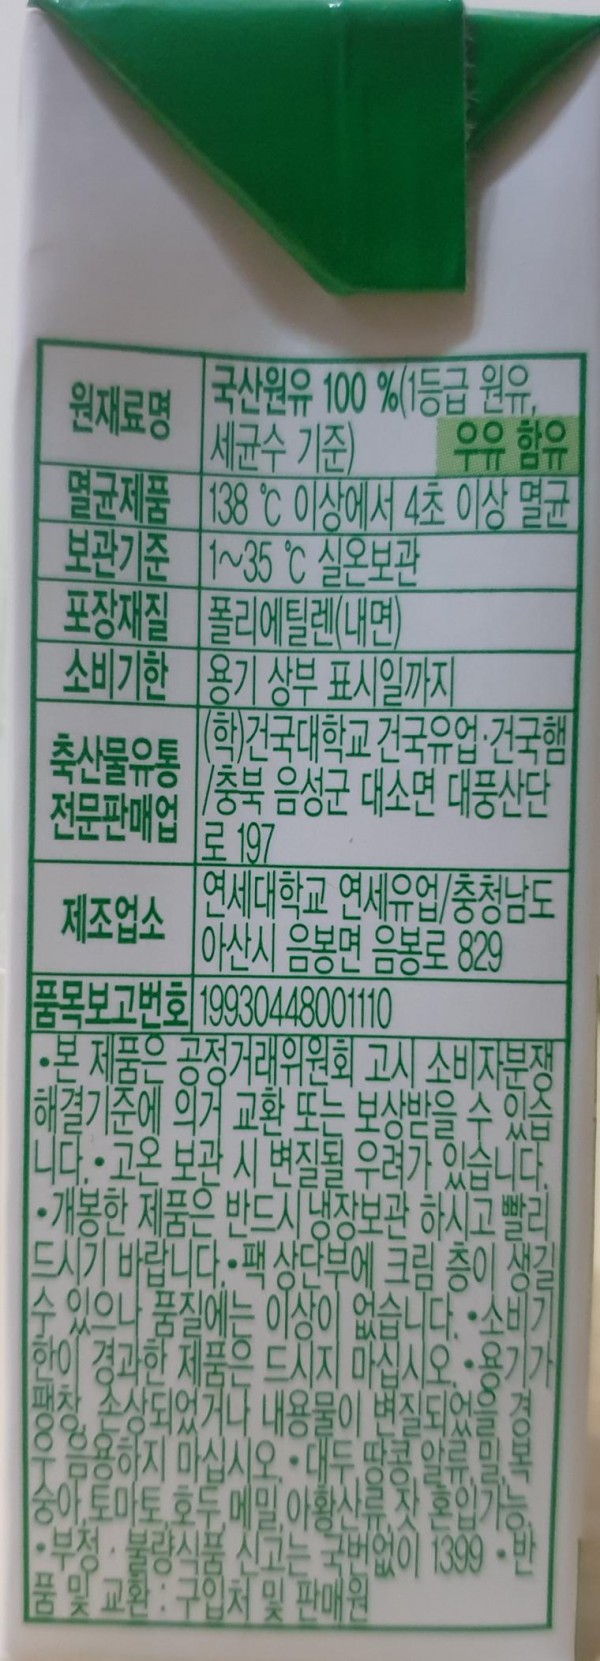 원재료명
국산원유 100 %(1등급 원유,
세균수 기준)
우유 함유
멸균제품
138 ℃ 이상에서 4초 이상 멸균
보관기준
1~35 ℃ 실온보관
포장재질
폴리에틸렌(내면)
소비기한
용기 상부 표시일까지
축산물유통
전문판매업
(학)건국대학교 건국유업·건국햄
/충북 음성군 대소면 대풍산단
로 197
제조업소
연세대학교 연세유업/충청남도
아산시 음봉면 음봉로 829
품목보고번호
19930448001110
•본 제품은 공정거래위원회 고시 소비자분쟁
해결기준에 의거 교환 또는 보상받을 수 있습
니다.•고온 보관 시 변질될 우려가 있습니다.
•개봉한 제품은 반드시 냉장보관 하시고 빨리
드시기 바랍니다.•팩 상단부에 크림 층이 생길
수 있으나 품질에는 이상이 없습니다.•소비기
한이 경과한 제품은 드시지 마십시오.•용기가
팽창, 손상되었거나 내용물이 변질되었을 경
우 음용하지 마십시오.•대두,땅콩,알류,밀,복
숭아,토마토,호두,메밀,아황산류,잣 혼입가능
•부정·불량식품 신고는 국번없이 1399 •반
품 및 교환 : 구입처 및 판매원